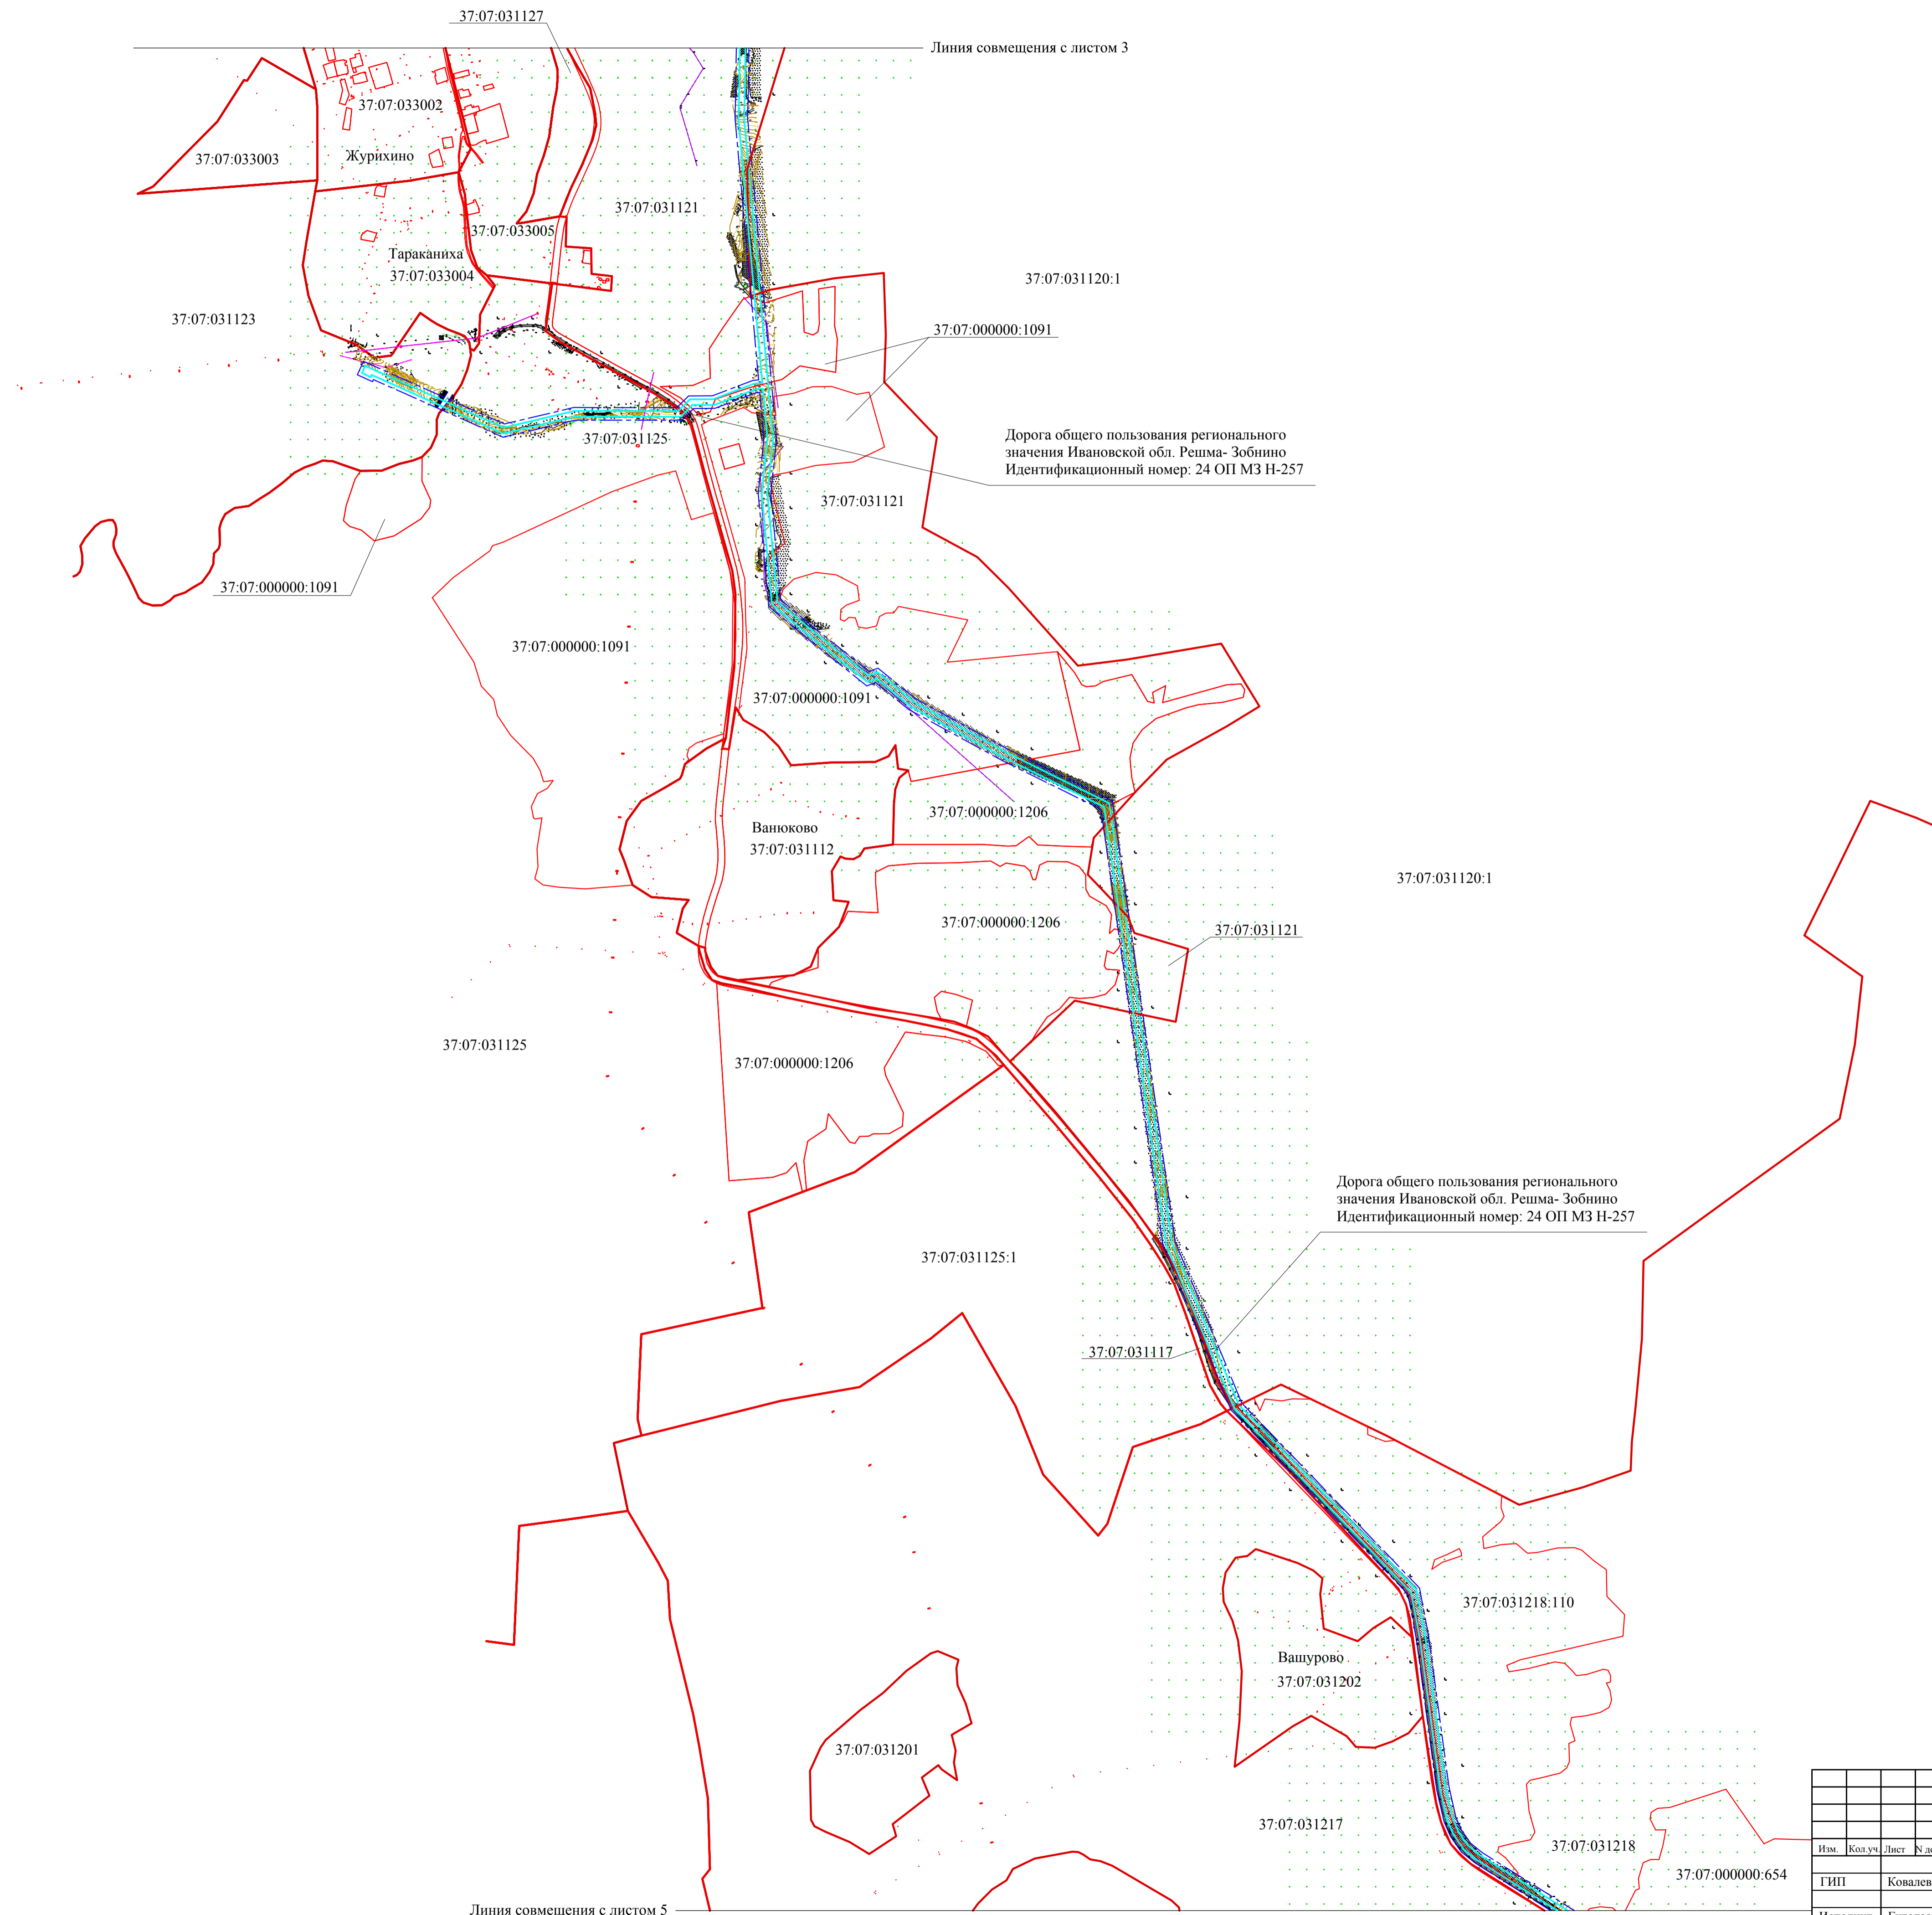 37:07:031127
Линия совмещения с листом 3
37:07:033002
37:07:033003
Журихино
37:07:031121
37:07:033005
Тараканиха
37:07:033004
37:07:031120:1
37:07:031123
37:07:000000:1091
Дорога общего пользования регионального
значения Ивановской обл. Решма- Зобнино
Идентификационный номер: 24 ОП МЗ Н-257
37:07:031125
37:07:031121
37:07:000000:1091
37:07:000000:1091
37:07:000000:1091
37:07:000000:1206
Ванюково
37:07:031112
37:07:031120:1
37:07:000000:1206
37:07:031121
37:07:031125
37:07:000000:1206
Дорога общего пользования регионального
значения Ивановской обл. Решма- Зобнино
Идентификационный номер: 24 ОП МЗ Н-257
37:07:031125:1
37:07:031117
37:07:031218:110
Вашурово
37:07:031202
37:07:031201
37:07:031217
37:07:031218
37:07:000000:654
Изм. Кол.уч. Лист
ГИП Ковалев
Линия совмещения с листом 5